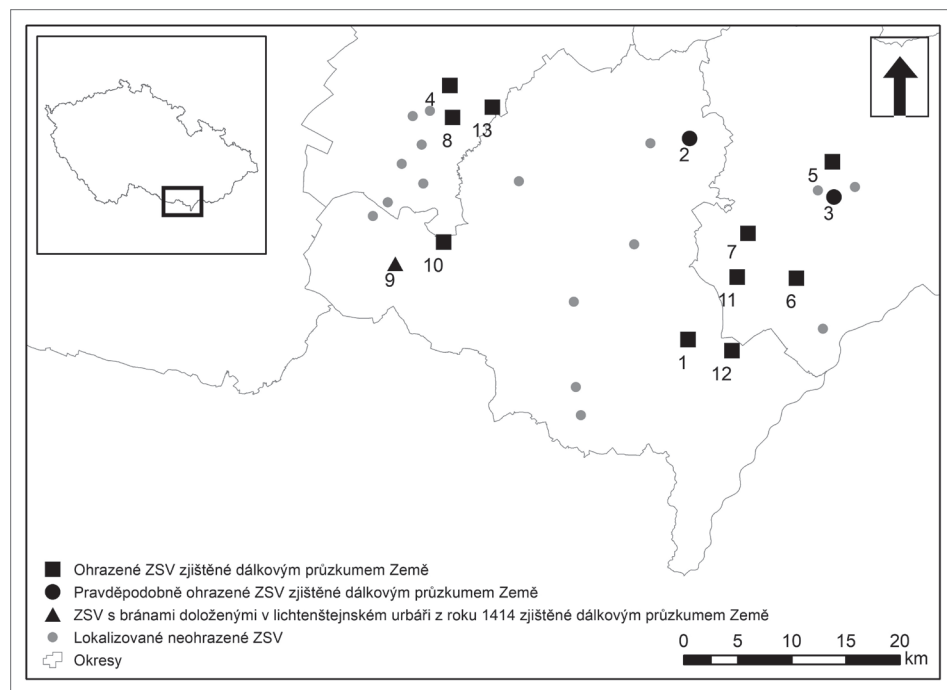 4
8
13
2
5
3
7
10
9
11
6
1
12
Ohrazené ZSV zjištěné dálkovým průzkumem Země
Pravděpodobně ohrazené ZSV zjištěné dálkovým průzkumem Země
ZSV s bránami doloženými v lichtenštejnském urbáři z roku 1414 zjištěné dálkovým průzkumem Země
Lokalizované neohrazené ZSV
Okresy
0 5 10 15 20
km